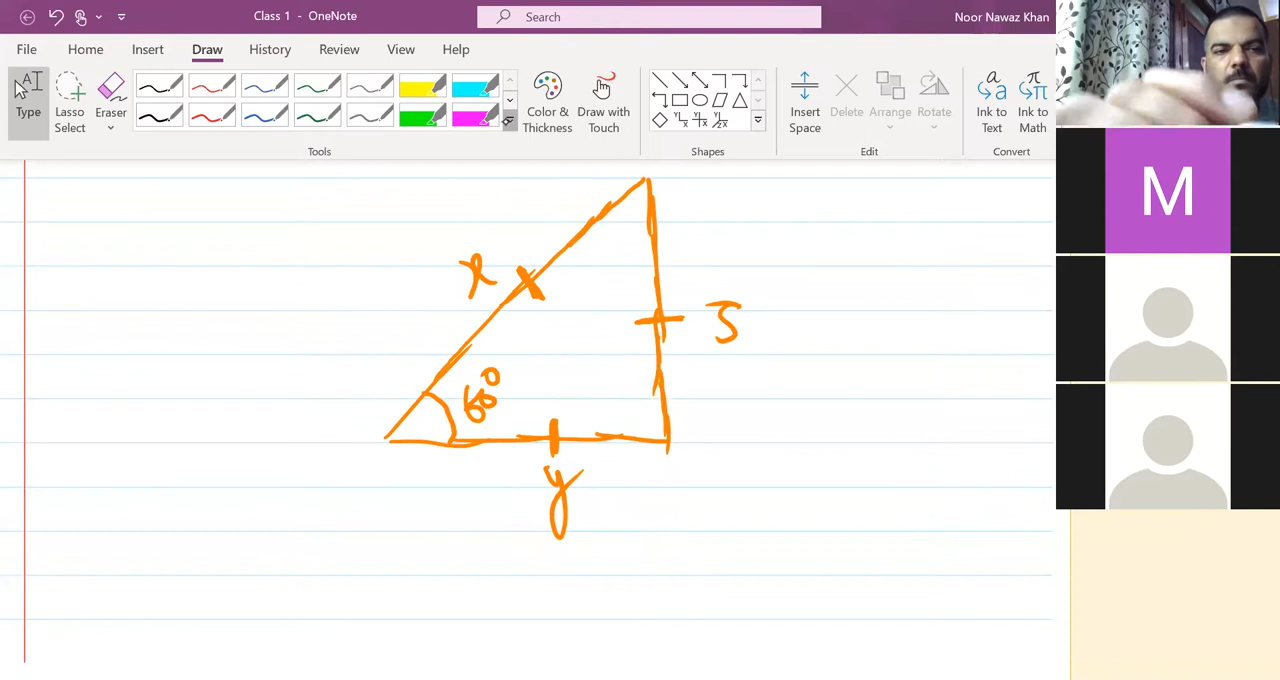 Class 1 - OneNote
Search
Noor Nawaz Khan
File Home Insert Draw History Review View Help
Type
Lasso Select
Eraser
Color & Thickness
Draw with Touch
Insert Space
Delete
Arrange
Rotate
Ink to Text
Ink to Math
Tools
Shapes
Edit
Convert
M
x
5
60°
y